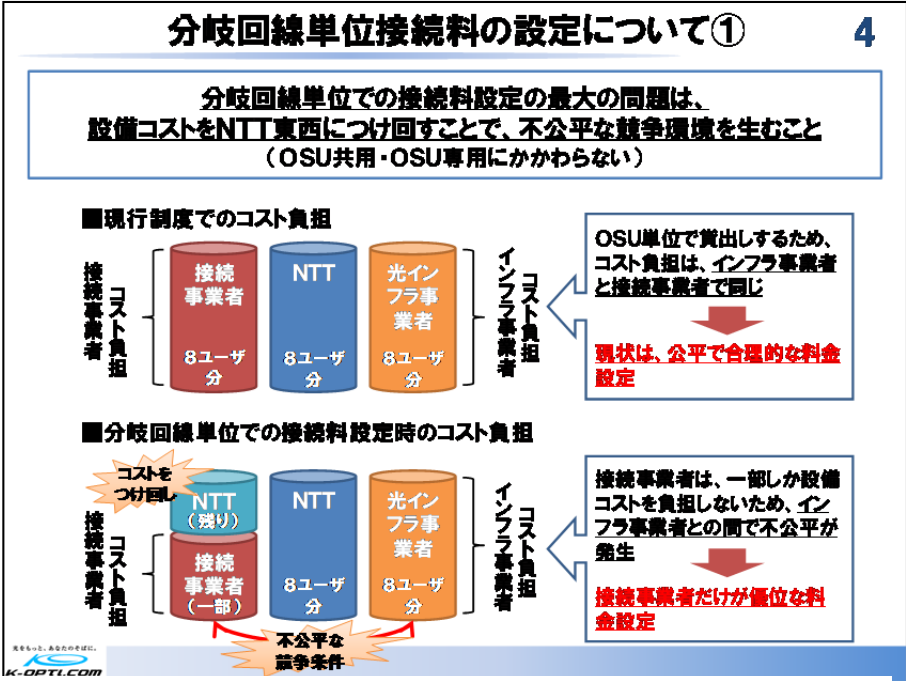 分岐回線単位接続料の設定について①
4
分岐回線単位での接続料設定の最大の問題は、
設備コストをNTT東西につけ回すことで、不公平な競争環境を生むこと
（OSU共用・OSU専用にかかわらない）
■現行制度でのコスト負担
接続事業者
コスト負担
接続
事業者
8ユーザ
分
NTT
8ユーザ
分
光イン
フラ事
業者
8ユーザ
分
インフラ事業者
コスト負担
OSU単位で貸出しするため、
コスト負担は、インフラ事業者
と接続事業者で同じ
現状は、公平で合理的な料金
設定
■分岐回線単位での接続料設定時のコスト負担
コストを
つけ回し
接続事業者
コスト負担
NTT
（残り）
接続
事業者
（一部）
NTT
8ユーザ
分
光イン
フラ事
業者
8ユーザ
分
インフラ事業者
コスト負担
接続事業者は、一部しか設備
コストを負担しないため、イン
フラ事業者との間で不公平が
発生
接続事業者だけが優位な料
金設定
不公平な
競争条件
光をもっと、あなたのそばに。
K-OPTI.COM